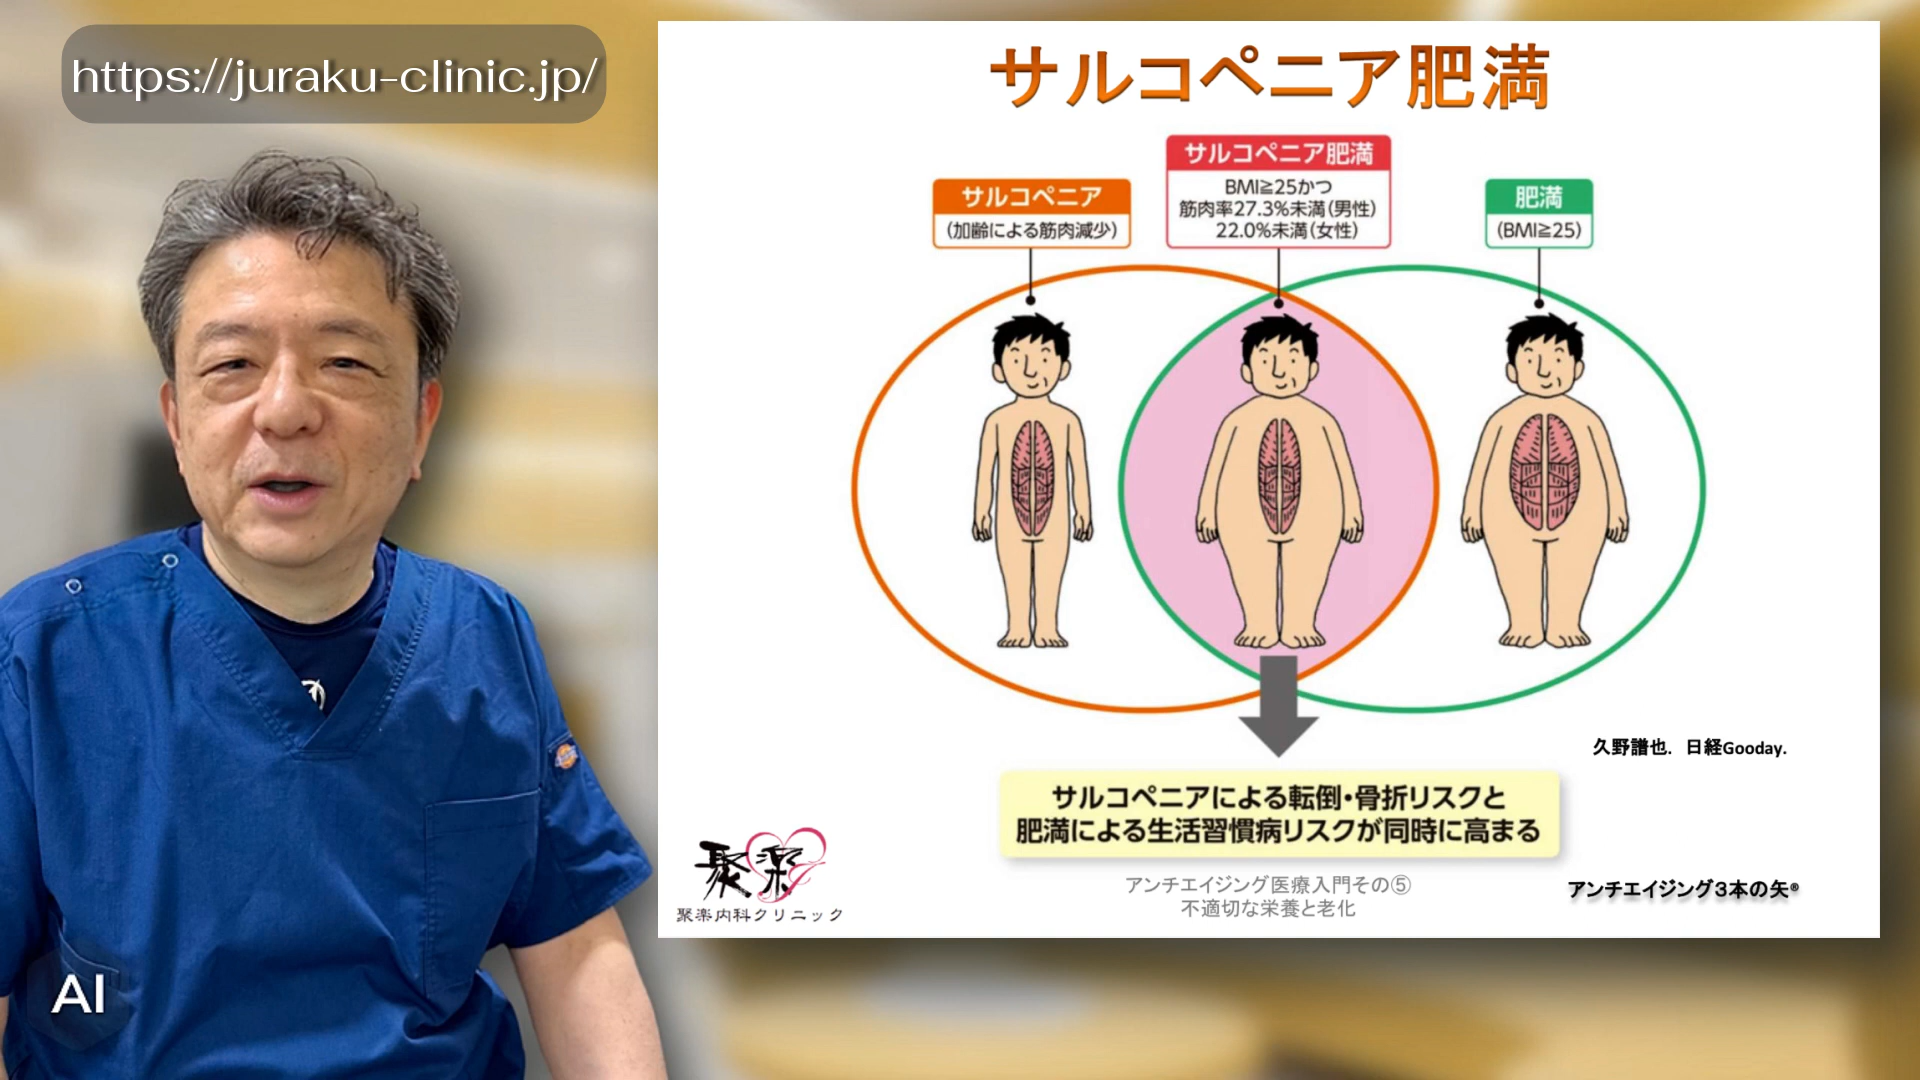 https://juraku-clinic.jp/
サルコペニア肥満
サルコペニア
(加齢による筋肉減少)
サルコペニア肥満
BMI≧25かつ
筋肉率27.3%未満(男性)
22.0%未満(女性)
肥満
(BMI≧25)
久野譜也. 日経Gooday.
サルコペニアによる転倒・骨折リスクと
肥満による生活習慣病リスクが同時に高まる
聚楽
聚楽内科クリニック
アンチエイジング医療入門その⑤
不適切な栄養と老化
アンチエイジング3本の矢®
AI